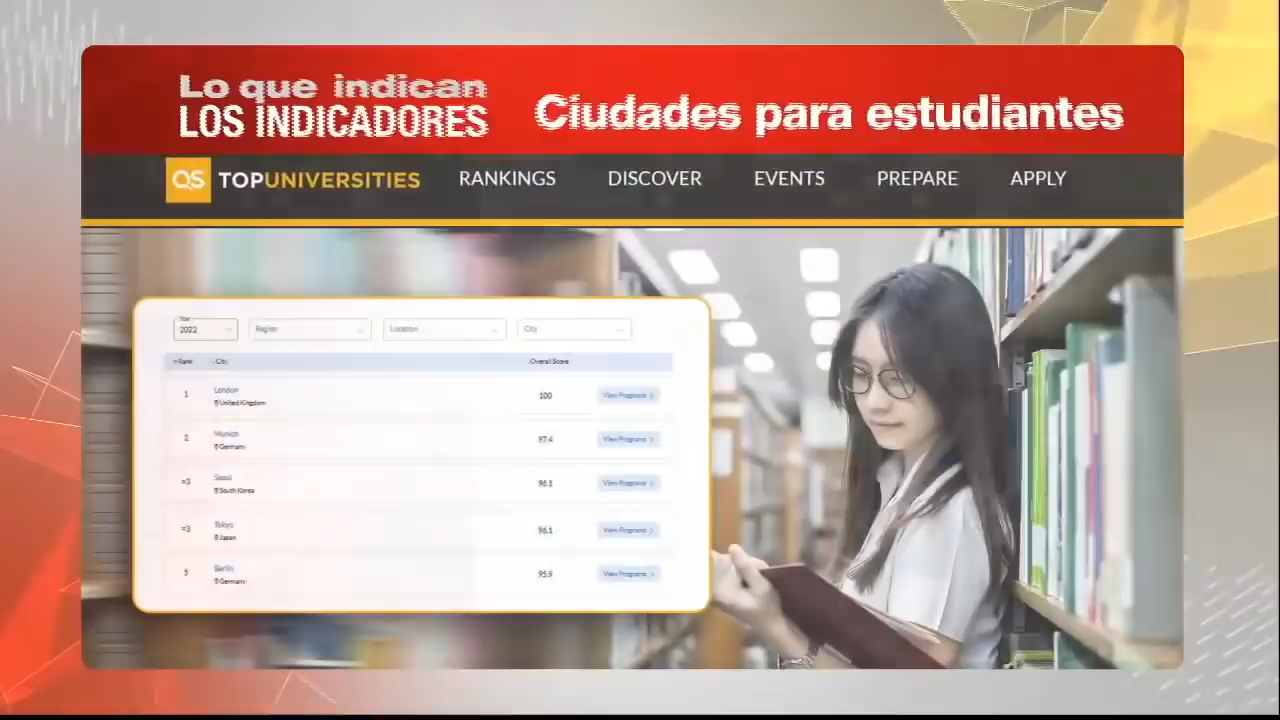 Lo que indican
LOS INDICADORES
Ciudades para estudiantes
QS TOPUNIVERSITIES RANKINGS DISCOVER EVENTS PREPARE APPLY
Year
2022 Region Location City
Rank City Overall Score
1 London 100 View Programs
United Kingdom
2 Munich 97.4 View Programs
Germany
=3 Seoul 96.1 View Programs
South Korea
=3 Tokyo 96.1 View Programs
Japan
5 Berlin 95.9 View Programs
Germany